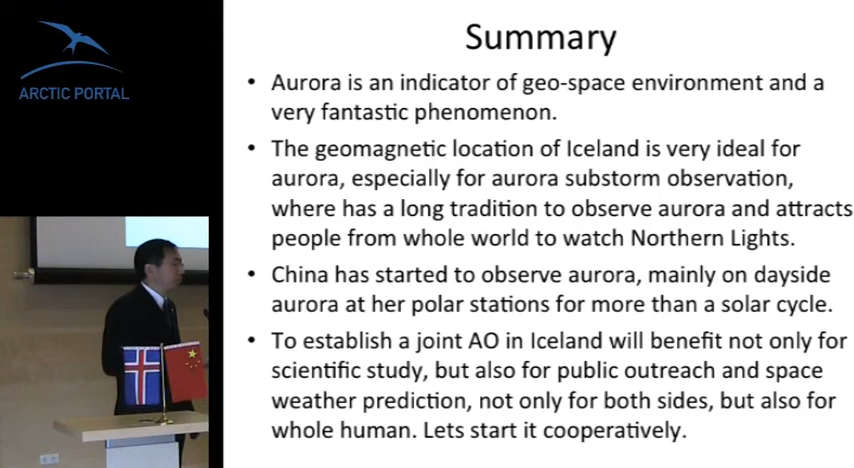 ARCTIC PORTAL
Summary
• Aurora is an indicator of geo-space environment and a
very fantastic phenomenon.
• The geomagnetic location of Iceland is very ideal for
aurora, especially for aurora substorm observation,
where has a long tradition to observe aurora and attracts
people from whole world to watch Northern Lights.
• China has started to observe aurora, mainly on dayside
aurora at her polar stations for more than a solar cycle.
• To establish a joint AO in Iceland will benefit not only for
scientific study, but also for public outreach and space
weather prediction, not only for both sides, but also for
whole human. Lets start it cooperatively.